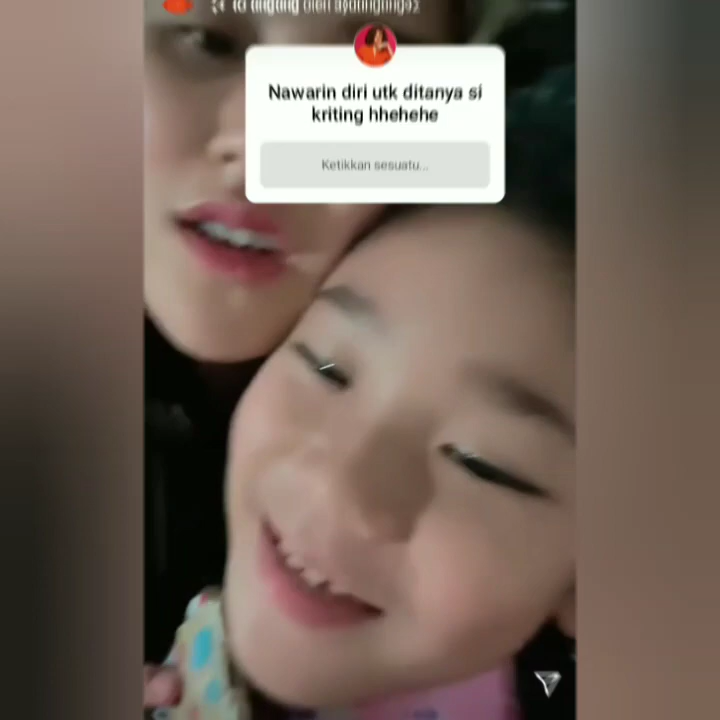 Nawarin diri utk ditanya si
kriting hhehehe
Ketikkan sesuatu...